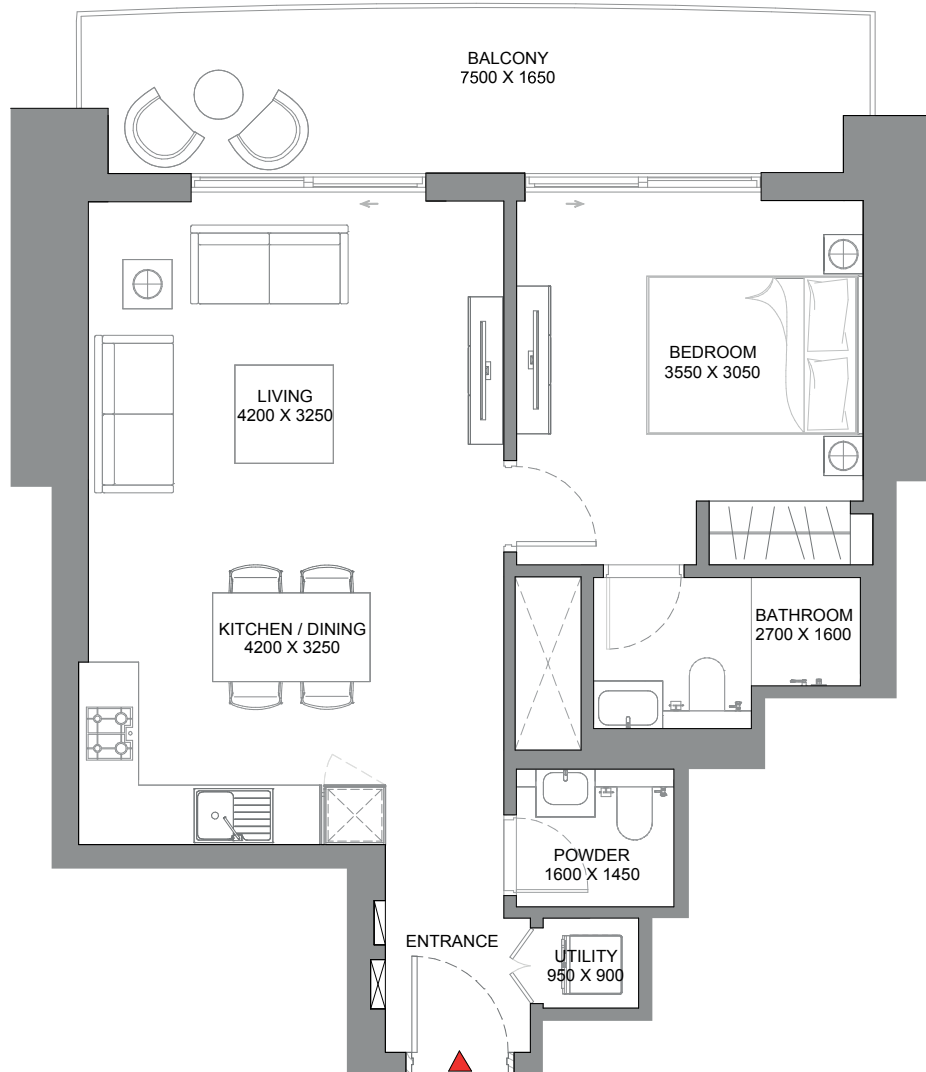 BALCONY
7500 X 1650
BEDROOM
3550 X 3050
LIVING
4200 X 3250
BATHROOM
2700 X 1600
KITCHEN / DINING
4200 X 3250
POWDER
1600 X 1450
ENTRANCE
UTILITY
950 X 900